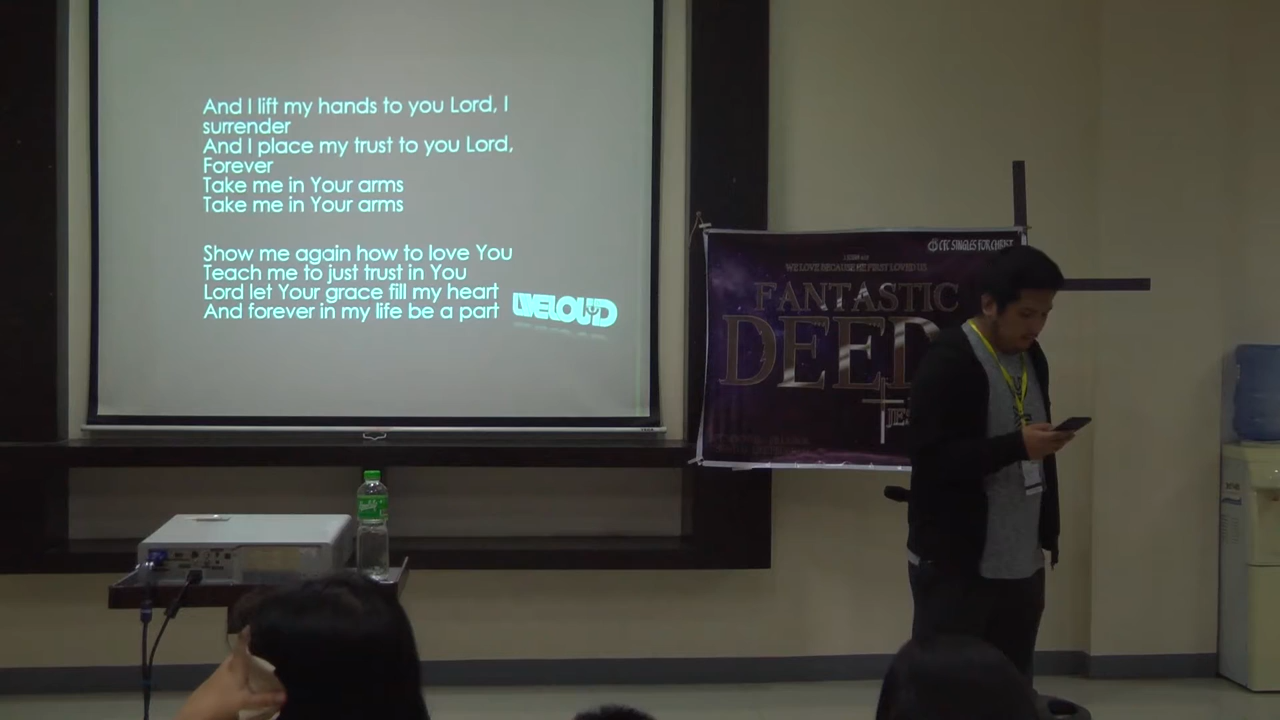 And I lift my hands to you Lord, I
surrender
And I place my trust to you Lord,
Forever
Take me in Your arms
Take me in Your arms
Show me again how to love You
Teach me to just trust in You
Lord let Your grace fill my heart
And forever in my life be a part
LIVELOUD
CFC SINGLES FOR CHRIST
WE LOVE BECAUSE HE FIRST LOVED US
FANTASTIC
DEED
JES